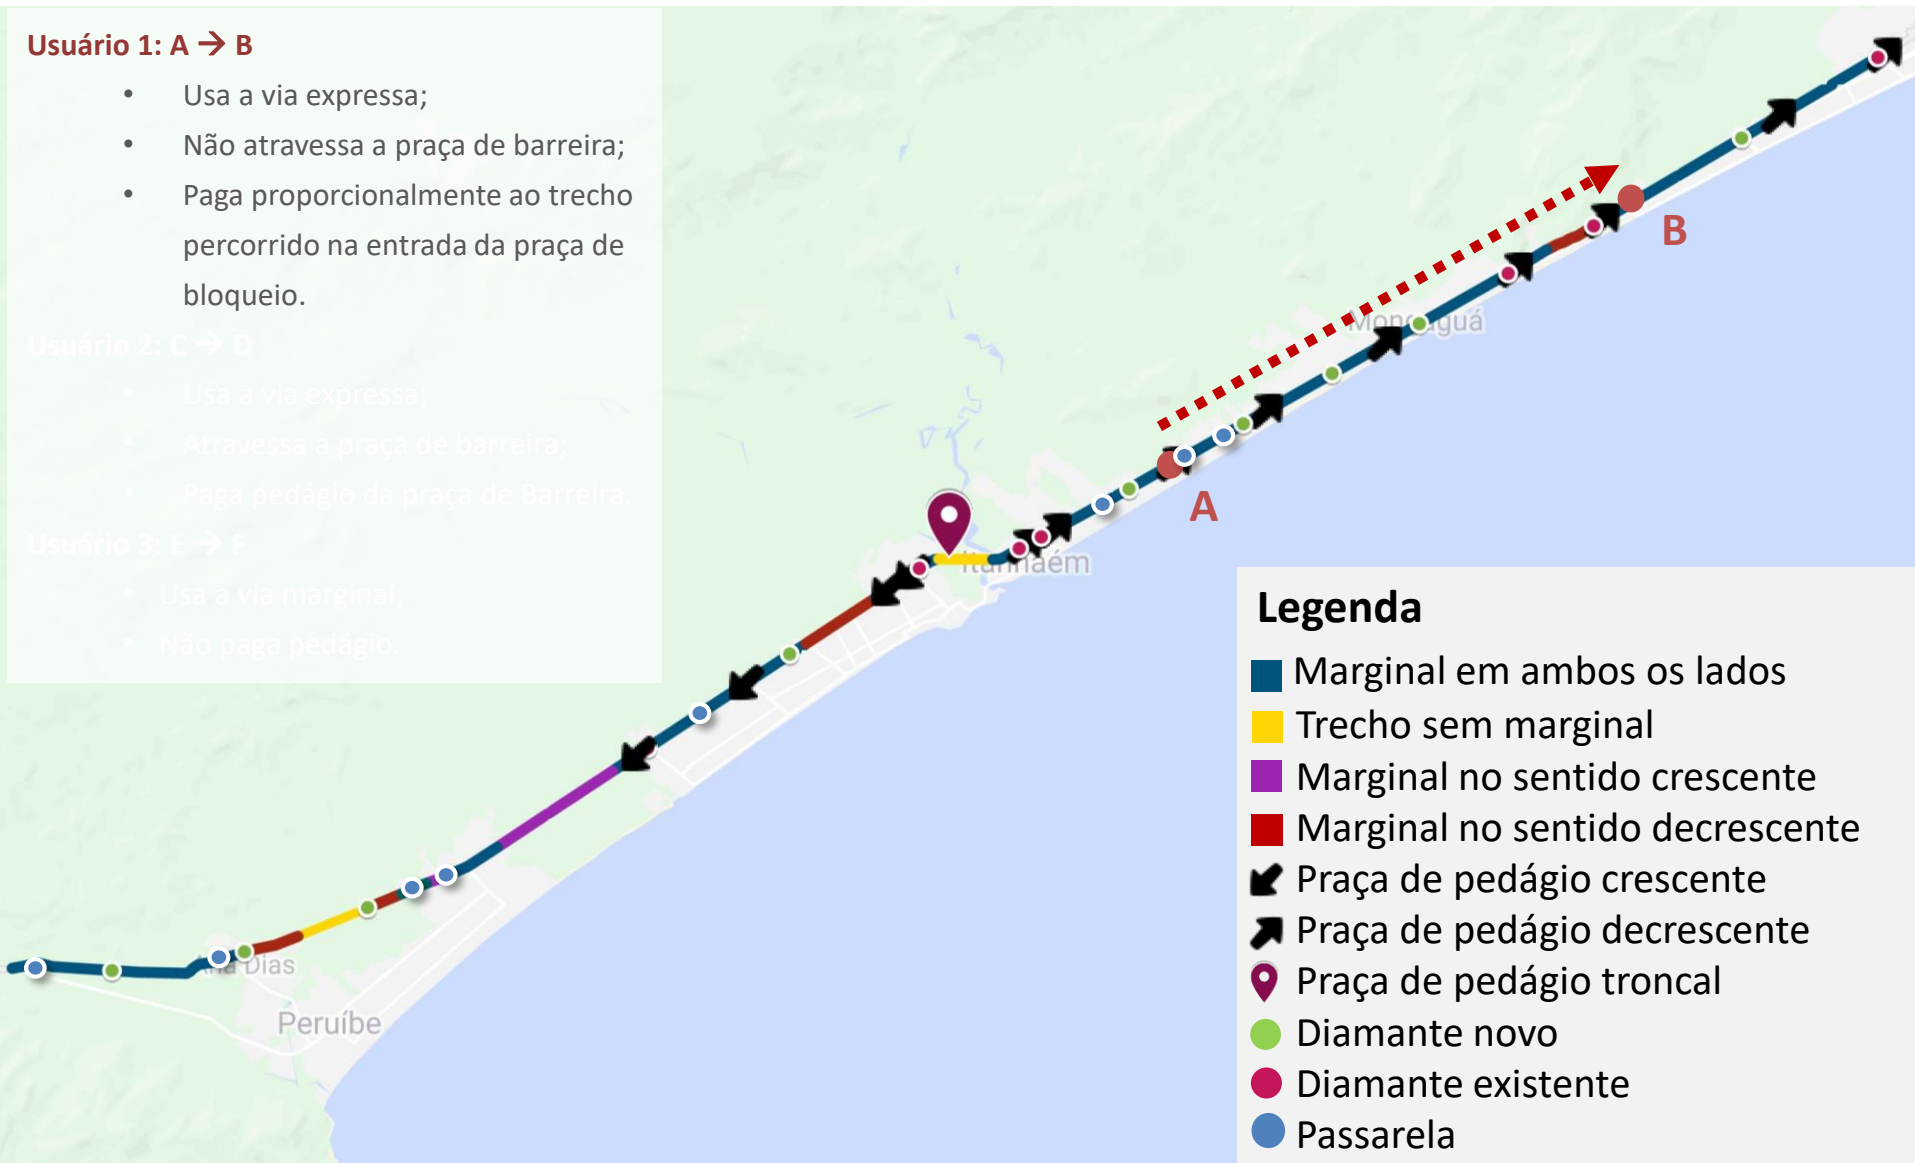 Usuário 1: A → B
• Usa a via expressa;
• Não atravessa a praça de barreira;
• Paga proporcionalmente ao trecho
percorrido na entrada da praça de
bloqueio.
Usuário 2: C → D
• Usa a via expressa;
• Atravessa a praça de barreira;
• Paga pedágio da praça de Barreira.
Usuário 3: E → F
• Usa a via marginal;
• Não paga pedágio.
B
Mongaguá
A
Itanhaém
Ana Dias
Peruíbe
Legenda
Marginal em ambos os lados
Trecho sem marginal
Marginal no sentido crescente
Marginal no sentido decrescente
Praça de pedágio crescente
Praça de pedágio decrescente
Praça de pedágio troncal
Diamante novo
Diamante existente
Passarela